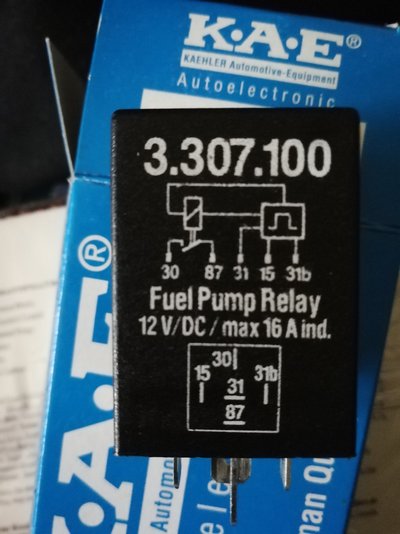 K.A.E®
KAEHLER Automotive-Equipment
Autoelectronic
3.307.100
30 87 31 15 31b
Fuel Pump Relay
12 V/DC / max 16 A ind.
30
15 31 31b
87
K.A.E®
Automo